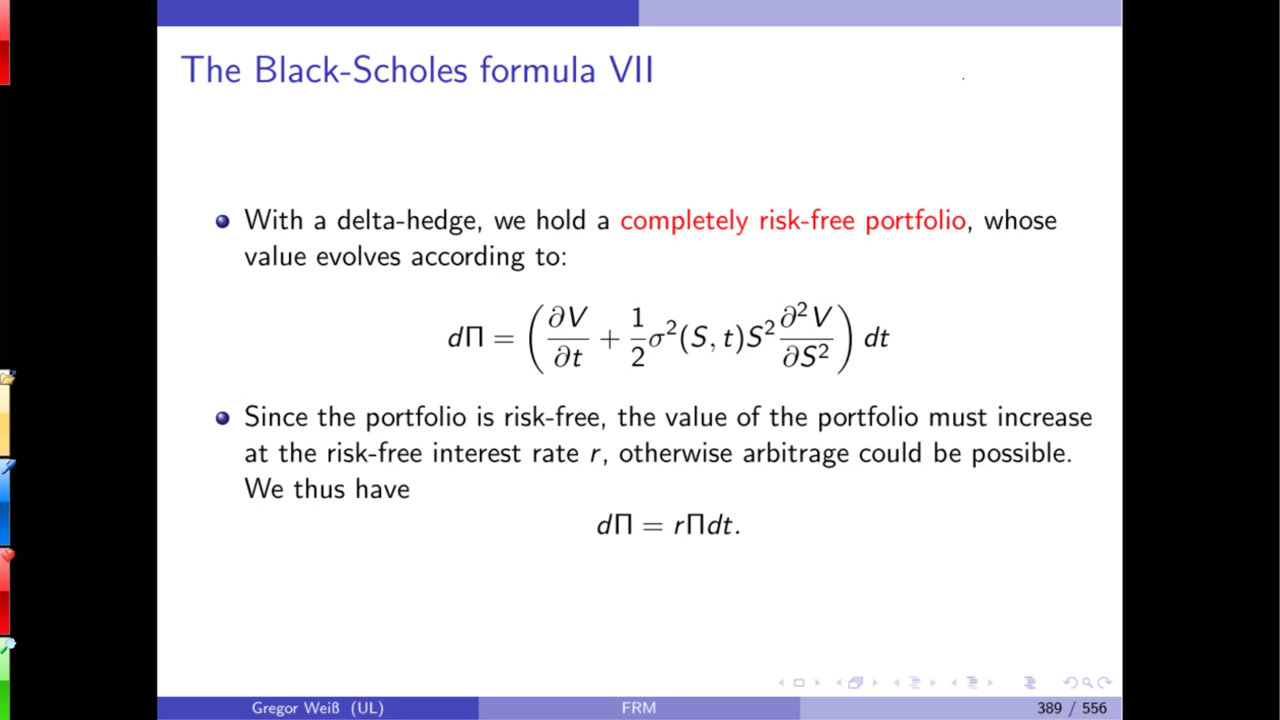 The Black-Scholes formula VII
With a delta-hedge, we hold a completely risk-free portfolio, whose
value evolves according to:
dΠ = ( ∂V/∂t + 1/2 σ²(S, t)S² ∂²V/∂S² ) dt
Since the portfolio is risk-free, the value of the portfolio must increase
at the risk-free interest rate r, otherwise arbitrage could be possible.
We thus have
dΠ = rΠdt.
Gregor Weiß (UL) FRM 389 / 556